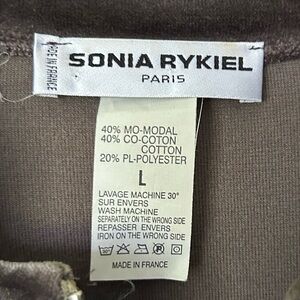 MADE IN FRANCE
SONIA RYKIEL
PARIS
40% MO-MODAL
40% CO-COTON
COTTON
20% PL-POLYESTER
L
LAVAGE MACHINE 30°
SUR ENVERS
WASH MACHINE
SEPARATELY ON THE WRONG SIDE
REPASSER ENVERS
IRON ON THE WRONG SIDE
MADE IN FRANCE